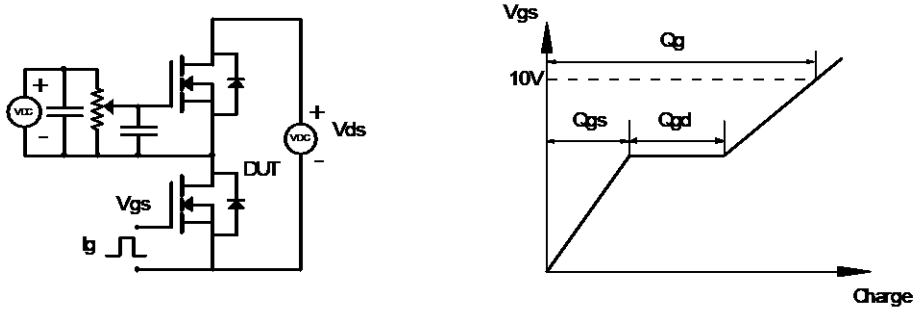 +
VDC
-
+
VDC
-
Vds
DUT
Vgs
Ig
Vgs
Qg
10V
Qgs
Qgd
Charge